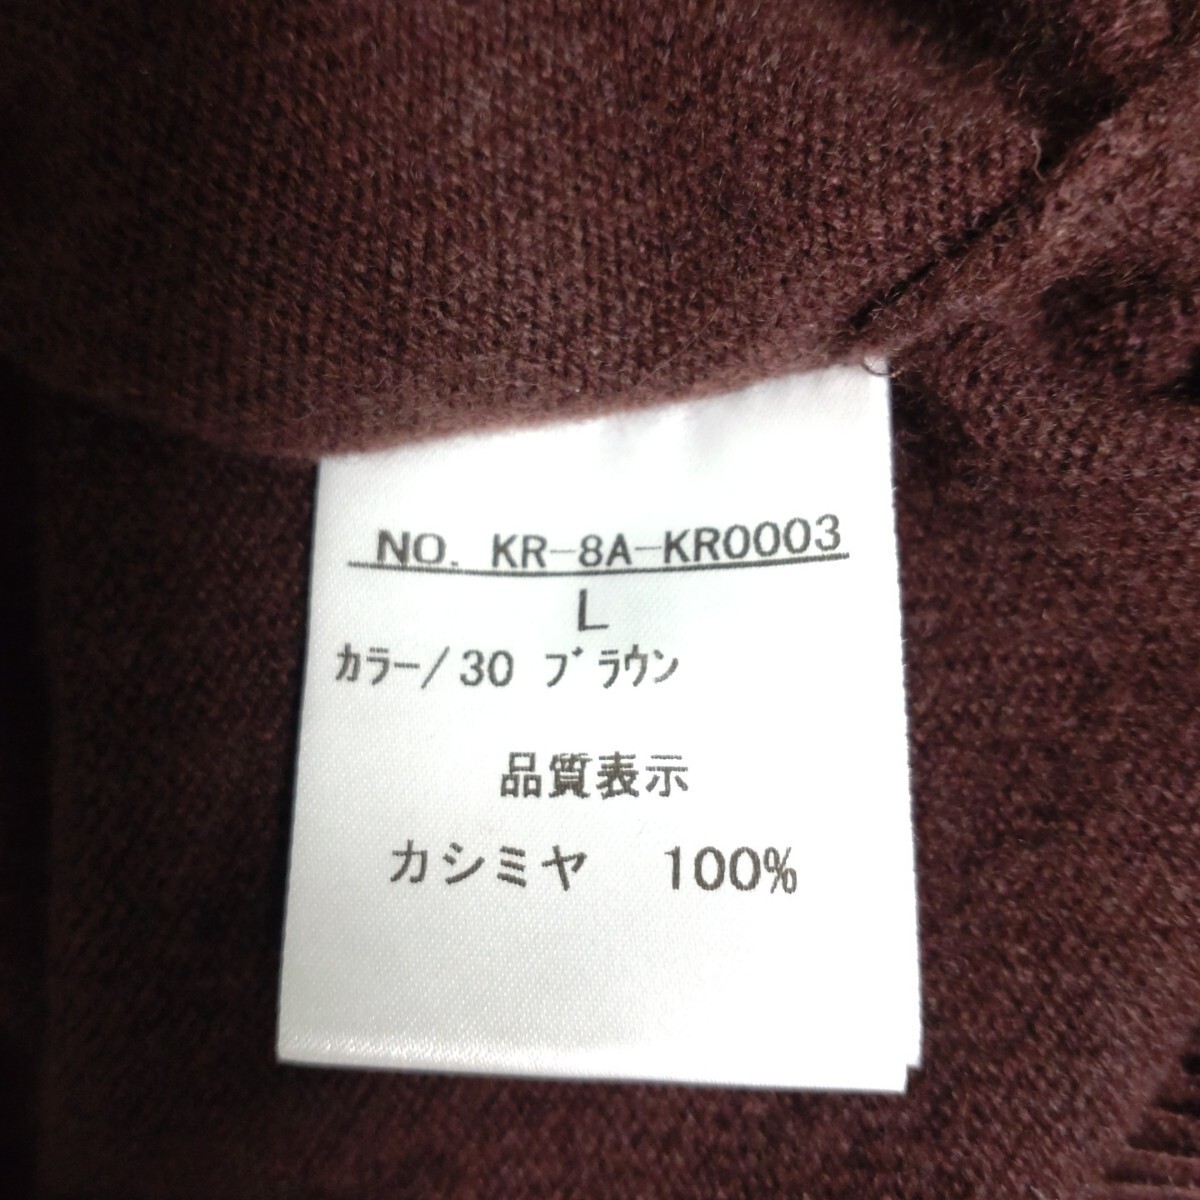 NO. KR-8A-KR0003
L
カラー/30 ブラウン
品質表示
カシミヤ 100%